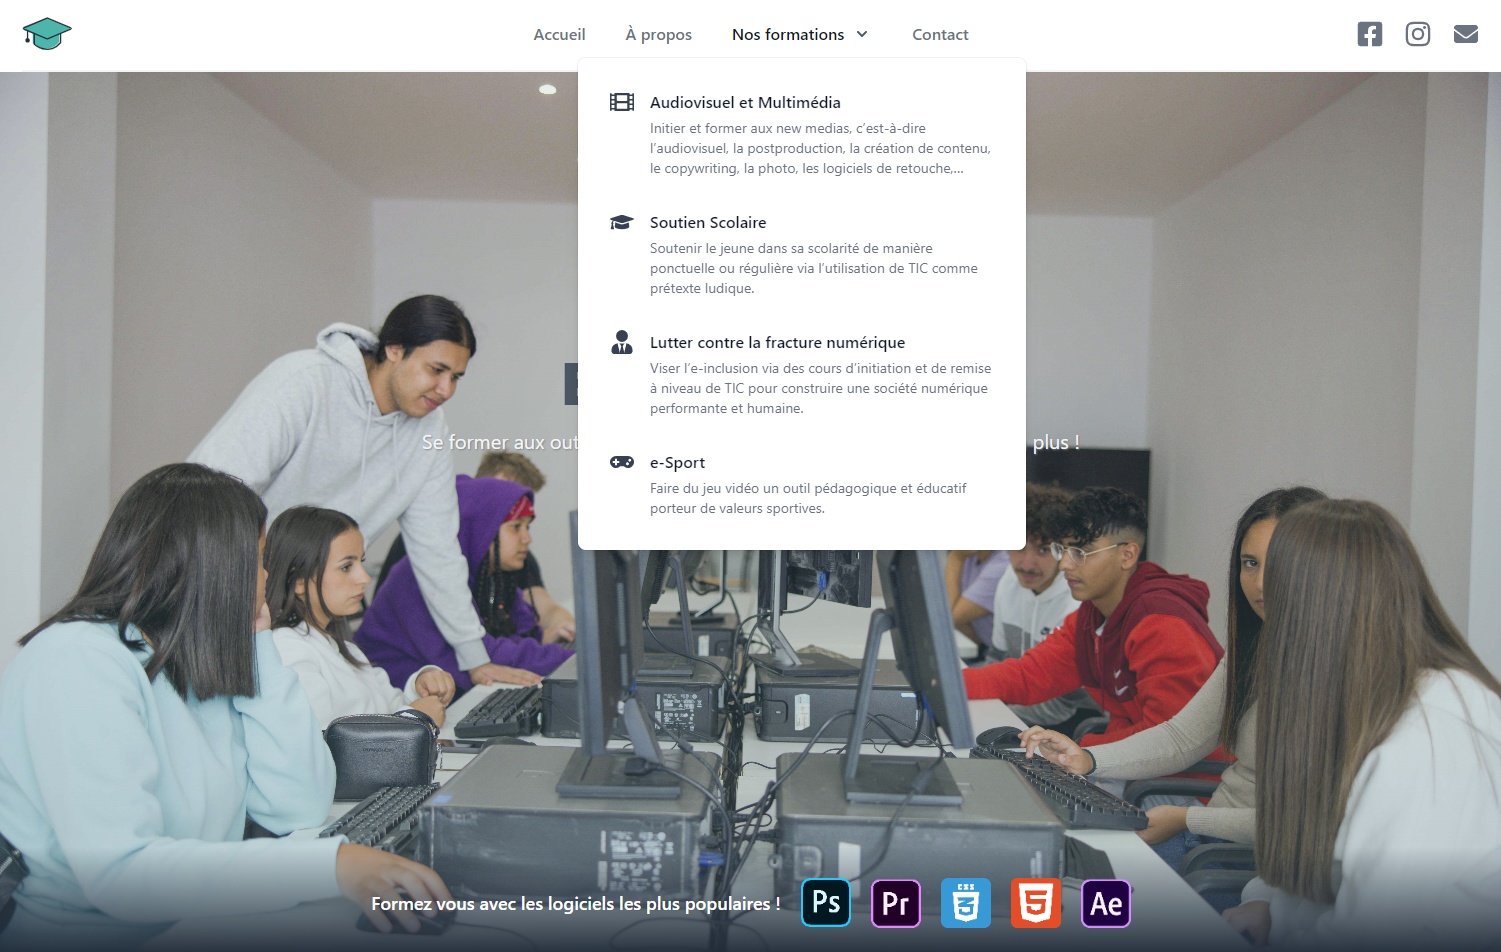 Accueil
À propos
Nos formations
Contact
Audiovisuel et Multimédia
Initier et former aux new medias, c’est-à-dire
l’audiovisuel, la postproduction, la création de contenu,
le copywriting, la photo, les logiciels de retouche,...
Soutien Scolaire
Soutenir le jeune dans sa scolarité de manière
ponctuelle ou régulière via l’utilisation de TIC comme
prétexte ludique.
Lutter contre la fracture numérique
Viser l’e-inclusion via des cours d’initiation et de remise
à niveau de TIC pour construire une société numérique
performante et humaine.
e-Sport
Faire du jeu vidéo un outil pédagogique et éducatif
porteur de valeurs sportives.
Se former aux plus !
Formez vous avec les logiciels les plus populaires !
Ps
Pr
CSS
3
5
Ae